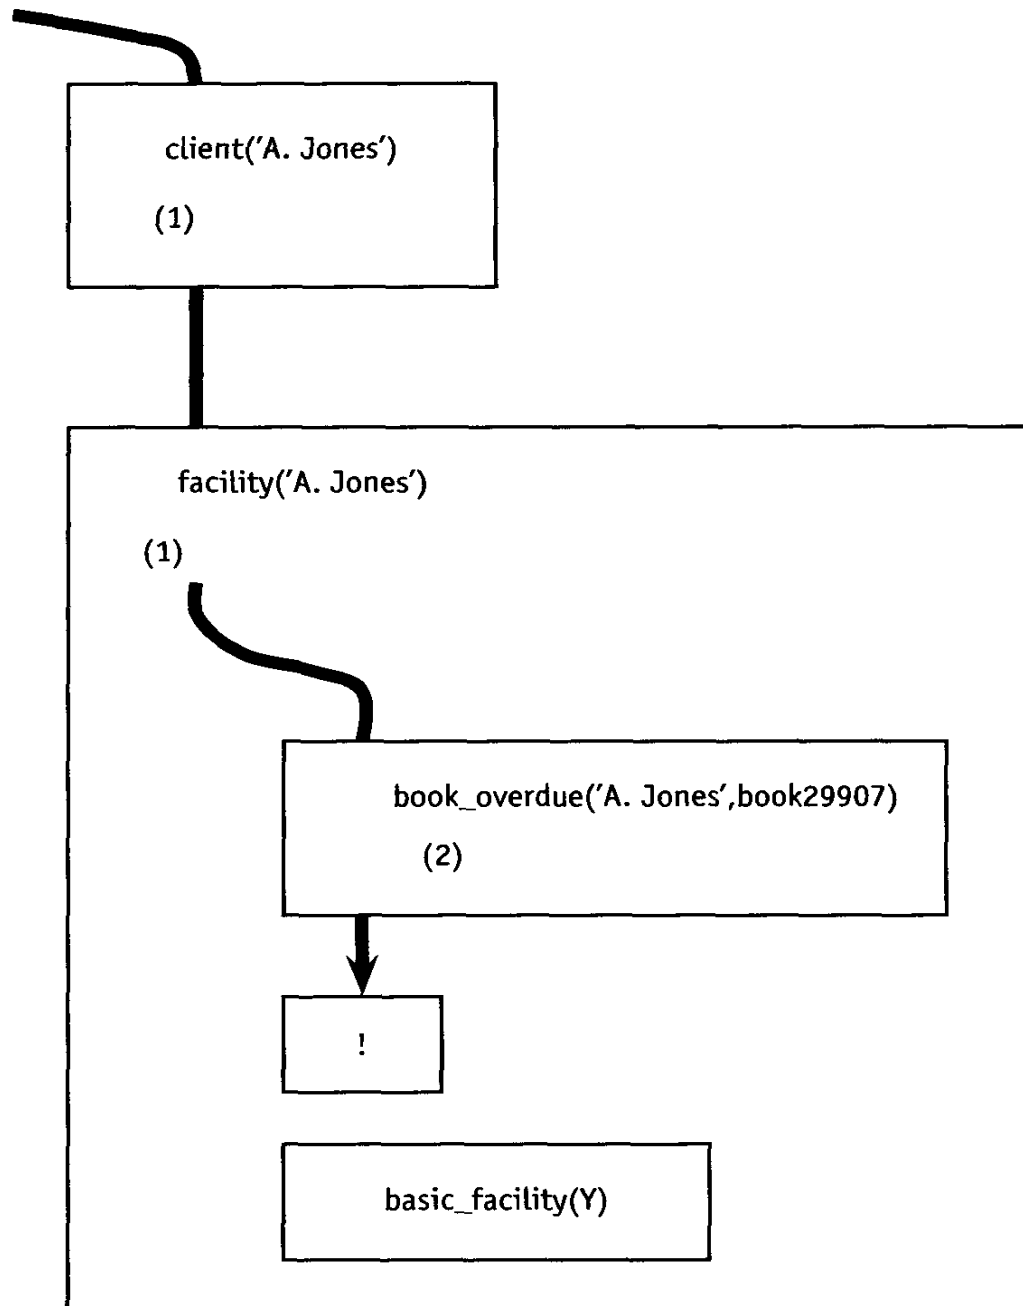 client('A. Jones')
(1)
facility('A. Jones')
(1)
book_overdue('A. Jones',book29907)
(2)
!
basic_facility(Y)